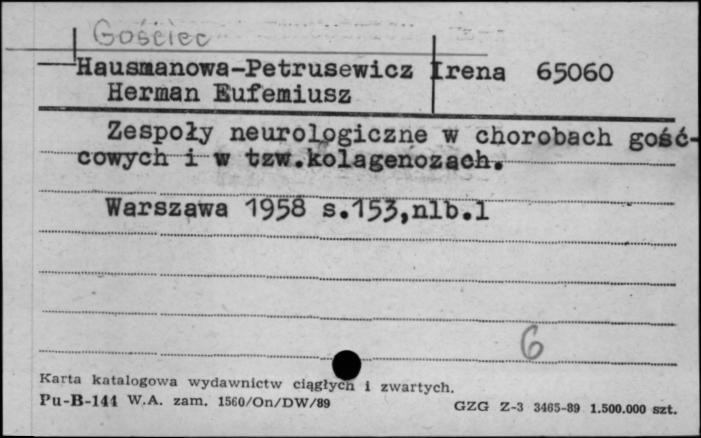 Gościec
Hausmanowa-Petrusewicz Irena 65060
Herman Eufemiusz
Zespoły neurologiczne w chorobach gość-
cowych i w tzw.kolagenozach.
Warszawa 1958 s.153,nlb.1
6
Karta katalogowa wydawnictw ciągłych i zwartych.
Pu-B-144 W.A. zam. 1560/On/DW/89 GZG Z-3 3465-89 1.500.000 szt.